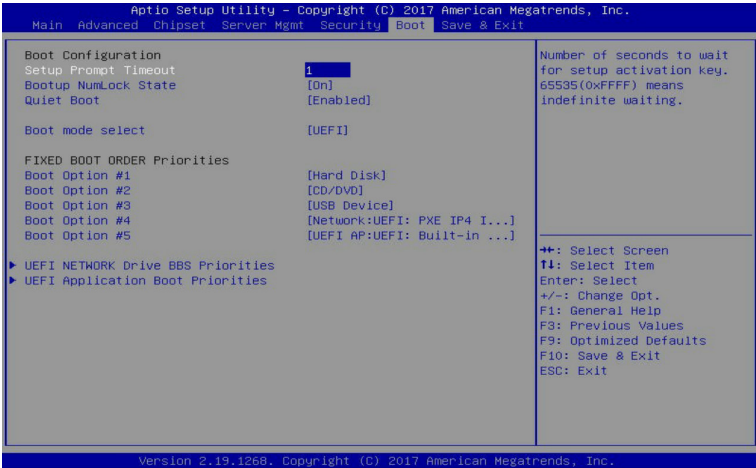 Aptio Setup Utility – Copyright (C) 2017 American Megatrends, Inc.
Main Advanced Chipset Server Mgmt Security Boot Save & Exit
Boot Configuration
Setup Prompt Timeout 1
Bootup NumLock State [On]
Quiet Boot [Enabled]
Boot mode select [UEFI]
FIXED BOOT ORDER Priorities
Boot Option #1 [Hard Disk]
Boot Option #2 [CD/DVD]
Boot Option #3 [USB Device]
Boot Option #4 [Network:UEFI: PXE IP4 I...]
Boot Option #5 [UEFI AP:UEFI: Built-in ...]
▶ UEFI NETWORK Drive BBS Priorities
▶ UEFI Application Boot Priorities
Number of seconds to wait
for setup activation key.
65535(0xFFFF) means
indefinite waiting.
→←: Select Screen
↑↓: Select Item
Enter: Select
+/-: Change Opt.
F1: General Help
F3: Previous Values
F9: Optimized Defaults
F10: Save & Exit
ESC: Exit
Version 2.19.1268. Copyright (C) 2017 American Megatrends, Inc.